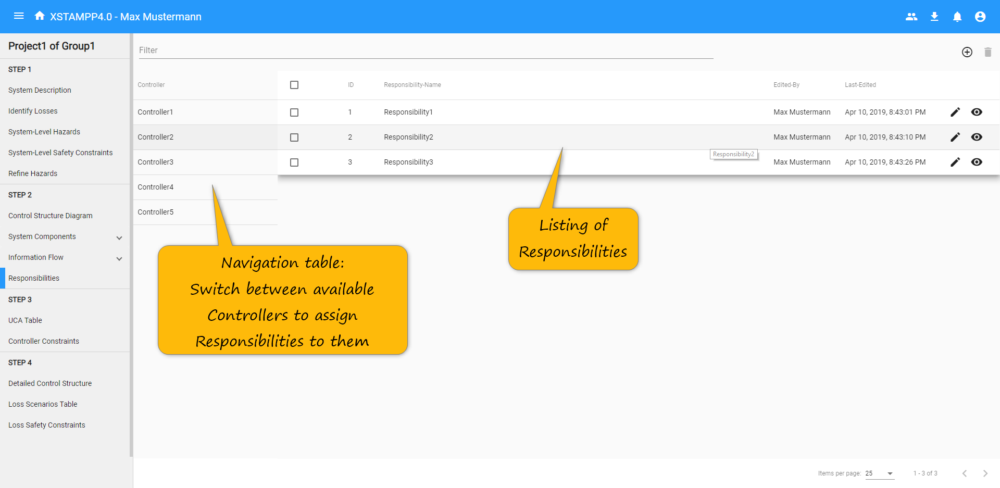 XSTAMPP4.0 - Max Mustermann
Project1 of Group1
STEP 1
System Description
Identify Losses
System-Level Hazards
System-Level Safety Constraints
Refine Hazards
STEP 2
Control Structure Diagram
System Components
Information Flow
Responsibilities
STEP 3
UCA Table
Controller Constraints
STEP 4
Detailed Control Structure
Loss Scenarios Table
Loss Safety Constraints
Filter
Controller
Controller1
Controller2
Controller3
Controller4
Controller5
ID Responsibility-Name Edited-By Last-Edited
1 Responsibility1 Max Mustermann Apr 10, 2019, 8:43:01 PM
2 Responsibility2 Max Mustermann Apr 10, 2019, 8:43:10 PM
Responsibility2
3 Responsibility3 Max Mustermann Apr 10, 2019, 8:43:26 PM
Listing of
Responsibilities
Navigation table:
Switch between available
Controllers to assign
Responsibilities to them
Items per page: 25 1 - 3 of 3